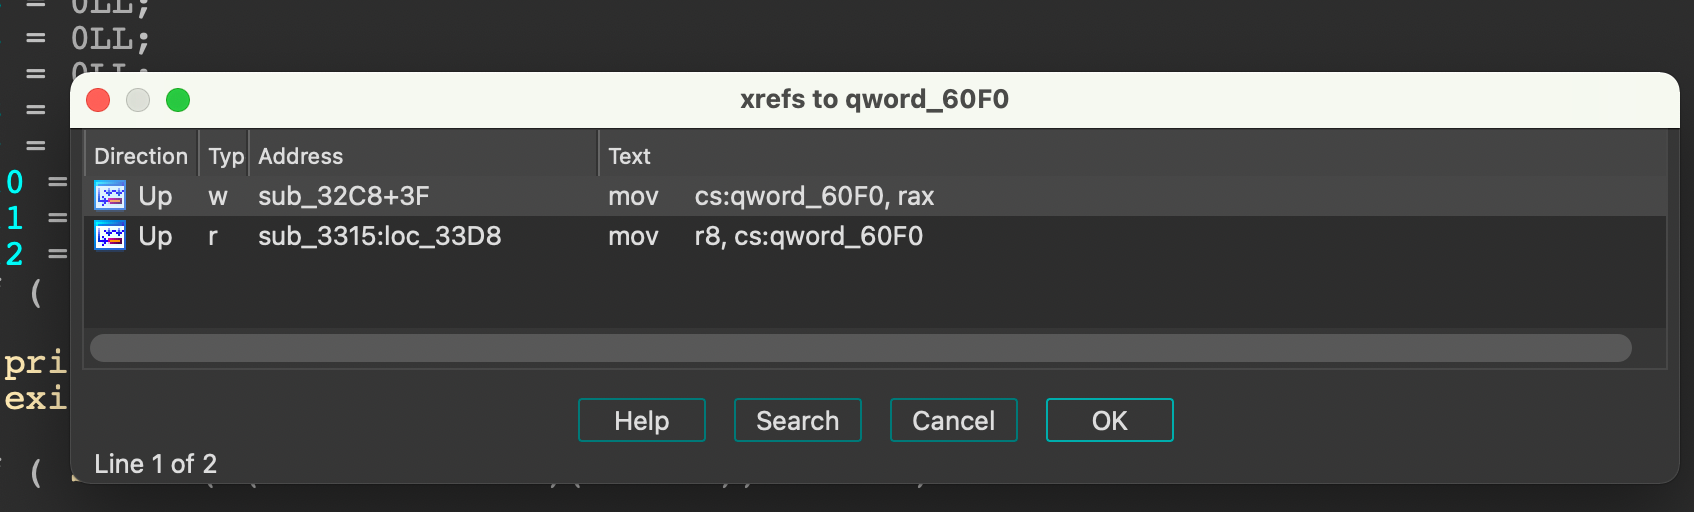 = 0LL;
= 0LL;
= 0LL;
=
xrefs to qword_60F0
=
Direction Typ Address Text
0 =
Up w sub_32C8+3F mov cs:qword_60F0, rax
1 =
Up r sub_3315:loc_33D8 mov r8, cs:qword_60F0
2 =
(
pri
exi
Help Search Cancel OK
Line 1 of 2
(